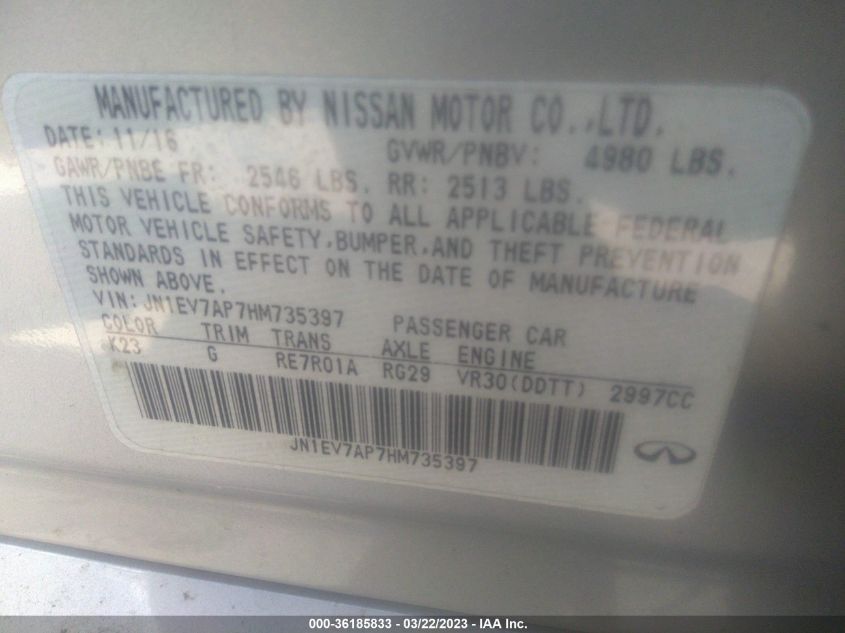 MANUFACTURED BY NISSAN MOTOR CO.,LTD.
DATE: 11/16 GVWR/PNBV: 4980 LBS.
GAWR/PNBE FR: 2546 LBS. RR: 2513 LBS.
THIS VEHICLE CONFORMS TO ALL APPLICABLE FEDERAL
MOTOR VEHICLE SAFETY,BUMPER,AND THEFT PREVENTION
STANDARDS IN EFFECT ON THE DATE OF MANUFACTURE
SHOWN ABOVE.
VIN:JN1EV7AP7HM735397 PASSENGER CAR
COLOR TRIM TRANS AXLE ENGINE
K23 G RE7R01A RG29 VR30(DDTT) 2997CC
JN1EV7AP7HM735397
000-36185833 - 03/22/2023 - IAA Inc.